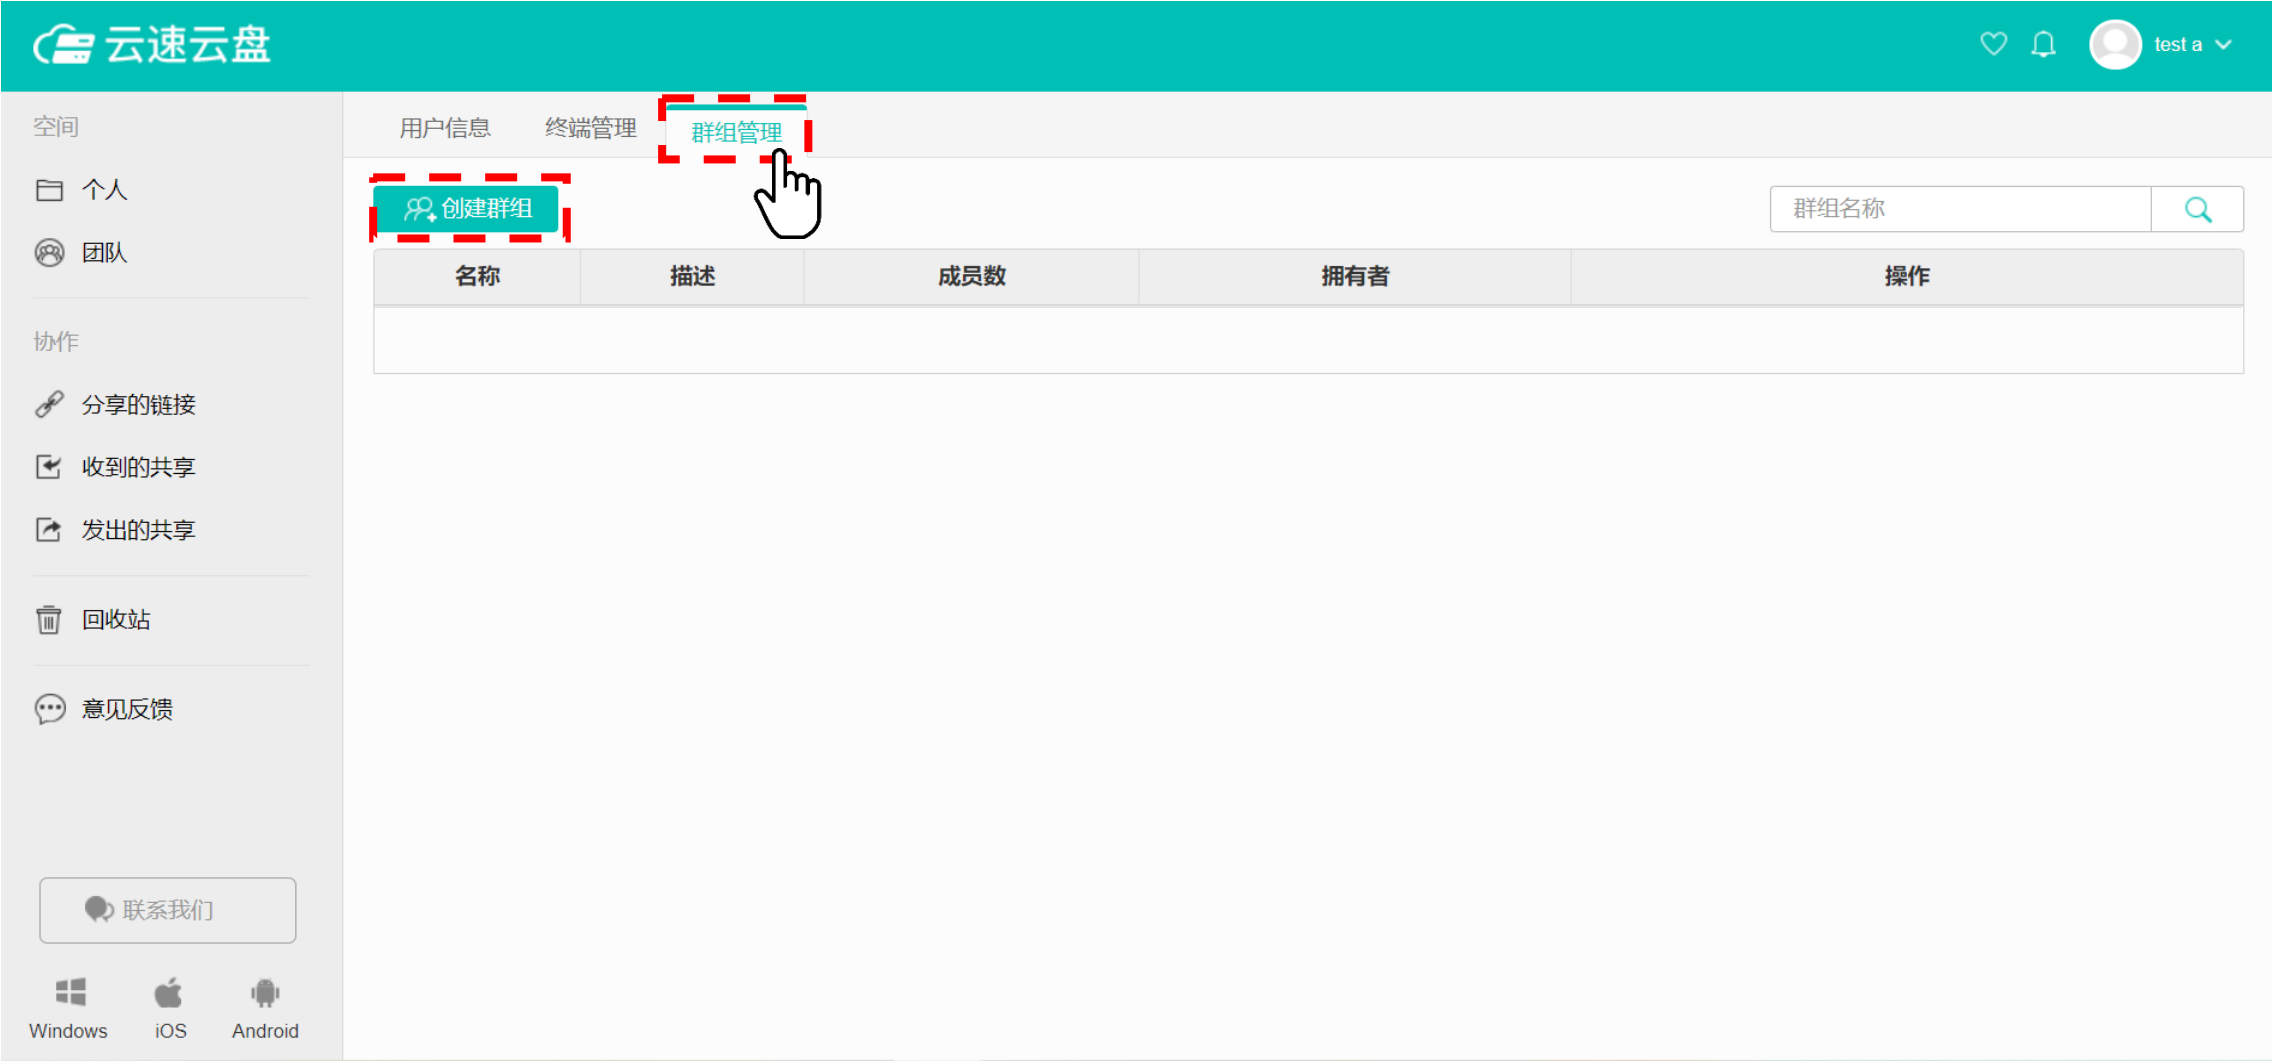 云速云盘
test a
空间
个人
团队
协作
分享的链接
收到的共享
发出的共享
回收站
意见反馈
联系我们
Windows iOS Android
用户信息 终端管理 群组管理
创建群组
群组名称
名称 描述 成员数 拥有者 操作